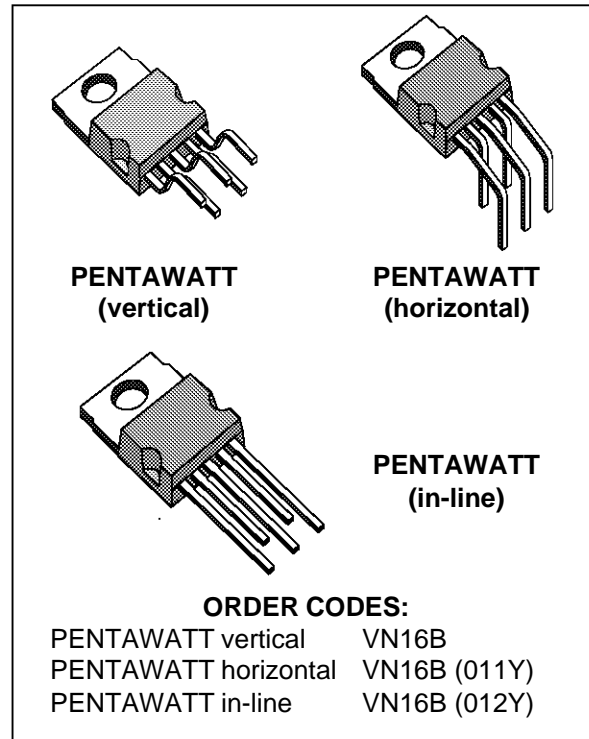 PENTAWATT
(vertical)
PENTAWATT
(horizontal)
PENTAWATT
(in-line)
ORDER CODES:
PENTAWATT vertical VN16B
PENTAWATT horizontal VN16B (011Y)
PENTAWATT in-line VN16B (012Y)